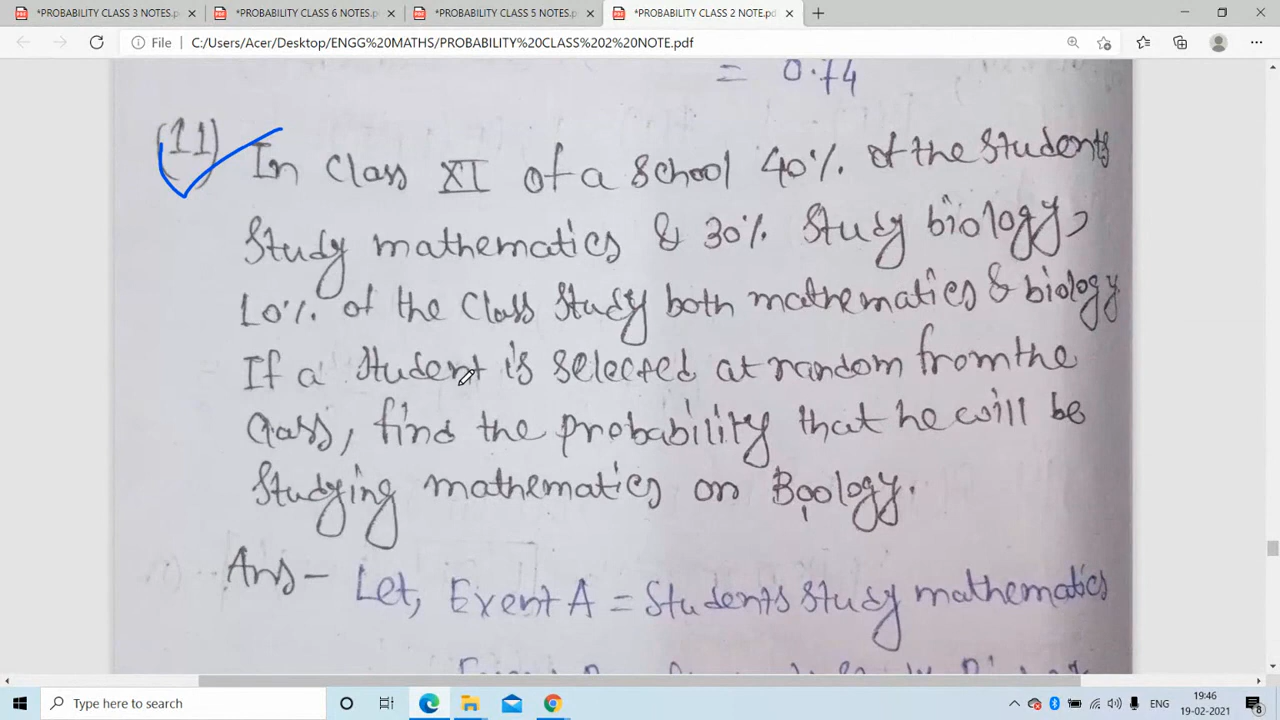 *PROBABILITY CLASS 3 NOTES.p
*PROBABILITY CLASS 6 NOTES.pd
*PROBABILITY CLASS 5 NOTES.pd
*PROBABILITY CLASS 2 NOTE.pd
File
C:/Users/Acer/Desktop/ENGG%20MATHS/PROBABILITY%20CLASS%202%20NOTE.pdf
= 0.74
(11) In Class XI of a School 40% of the Students
Study mathematics & 30% Study biology,
10% of the Class Study both mathematics & biology
If a Student is selected at random from the
Class, find the probability that he will be
Studying mathematics or Boology.
Ans - Let, Event A = Students Study mathematics
Type here to search
ENG
19:46
19-02-2021
8